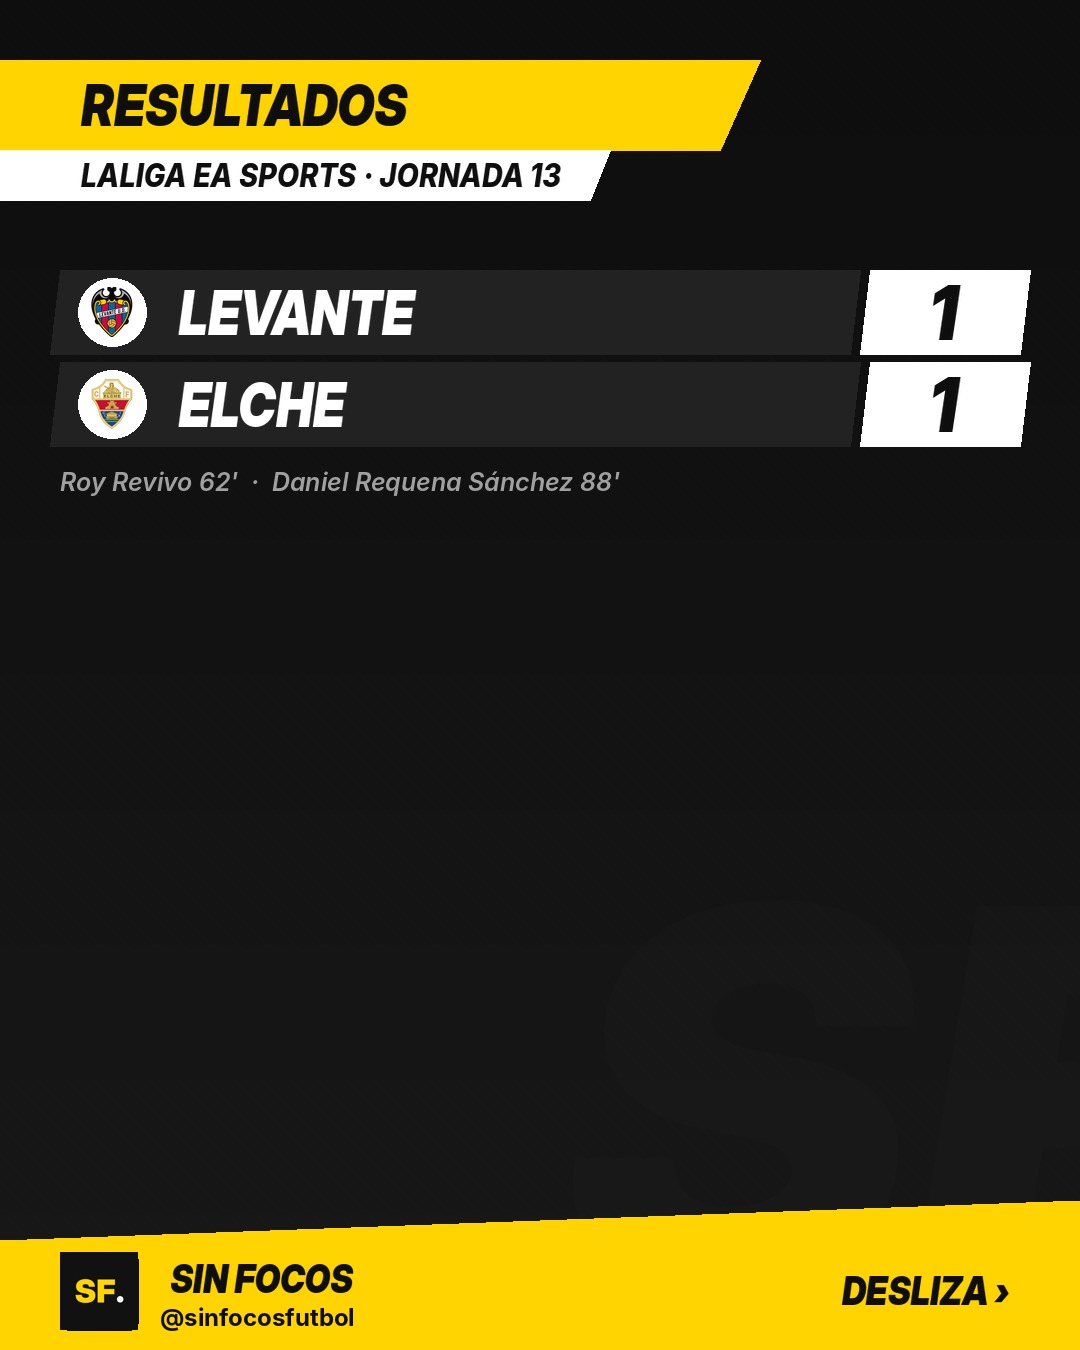 RESULTADOS
LALIGA EA SPORTS · JORNADA 13
LEVANTE 1
ELCHE 1
Roy Revivo 62' · Daniel Requena Sánchez 88'
SF
SF.
SIN FOCOS
@sinfocosfutbol
DESLIZA ›